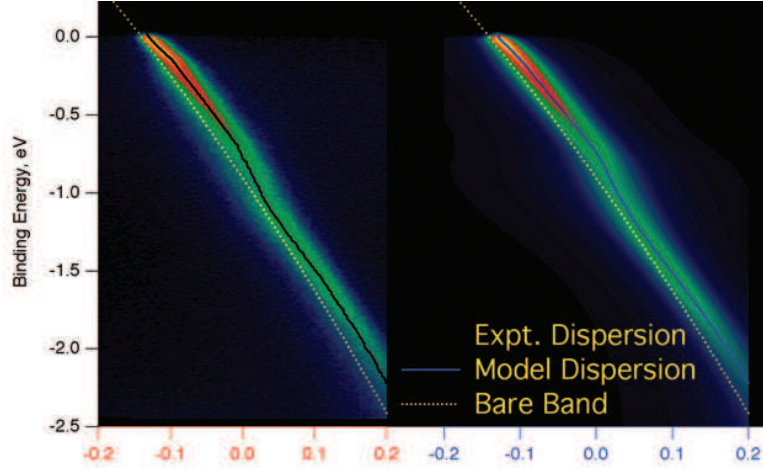 0.0
-0.5
-1.0
-1.5
-2.0
-2.5
Binding Energy, eV
Expt. Dispersion
Model Dispersion
Bare Band
-0.2 -0.1 0.0 0.1 0.2
-0.2 -0.1 0.0 0.1 0.2